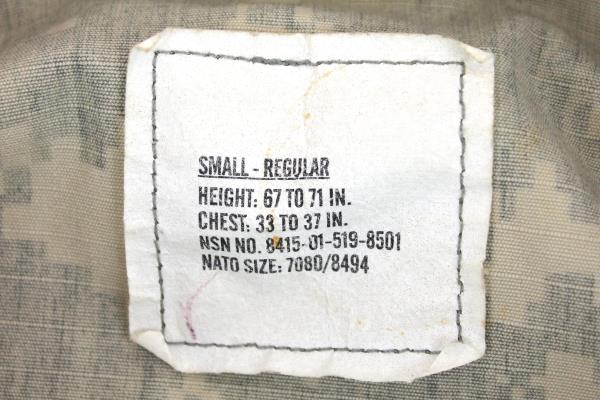 SMALL - REGULAR
HEIGHT: 67 TO 71 IN.
CHEST: 33 TO 37 IN.
NSN NO. 8415-01-519-8501
NATO SIZE: 7080/8494